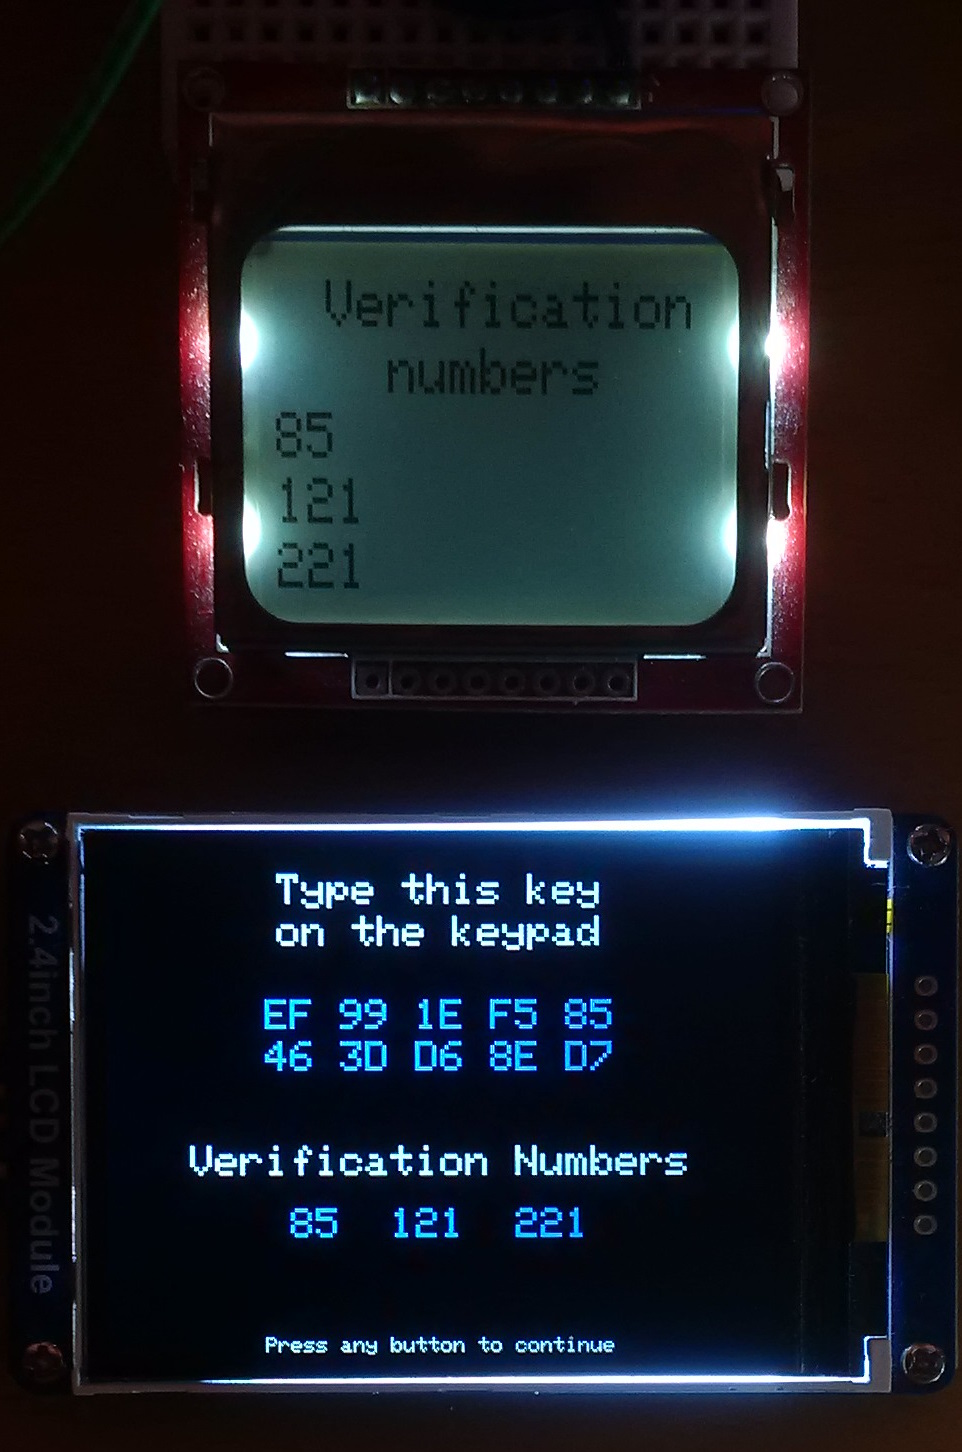 Verification
numbers
85
121
221
Type this key
on the keypad
EF 99 1E F5 85
46 3D D6 8E D7
Verification Numbers
85 121 221
Press any button to continue
2.4inch LCD Module